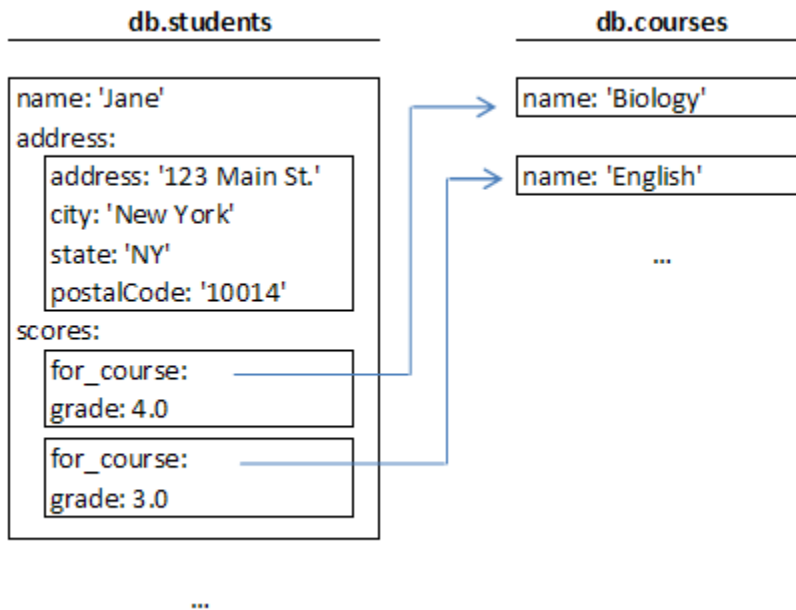 db.students
name: 'Jane'
address:
address: '123 Main St.'
city: 'New York'
state: 'NY'
postalCode: '10014'
scores:
for_course:
grade: 4.0
for_course:
grade: 3.0
...
db.courses
name: 'Biology'
name: 'English'
...